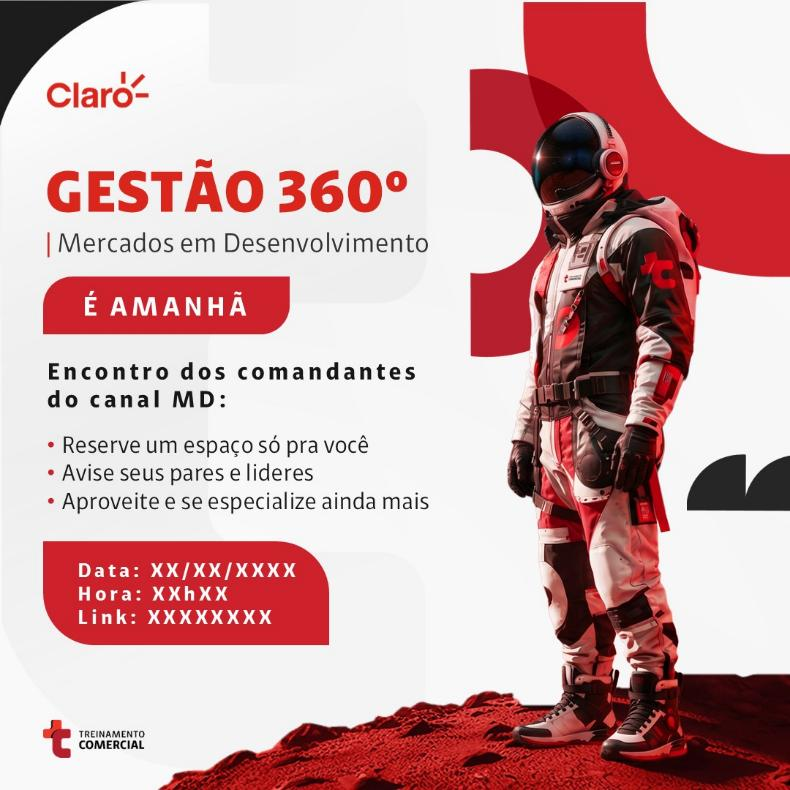 Claro
GESTÃO 360º
| Mercados em Desenvolvimento
É AMANHÃ
Encontro dos comandantes
do canal MD:
• Reserve um espaço só pra você
• Avise seus pares e lideres
• Aproveite e se especialize ainda mais
Data: XX/XX/XXXX
Hora: XXhXX
Link: XXXXXXXX
TREINAMENTO
COMERCIAL